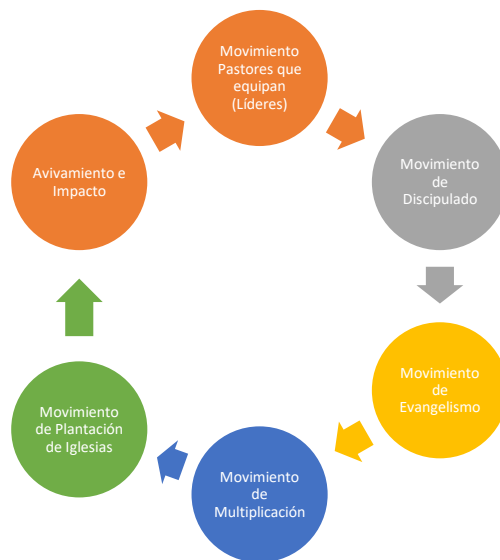 Movimiento
Pastores que
equipan
(Líderes)
Movimiento
de
Discipulado
Movimiento
de
Evangelismo
Movimiento
de
Multiplicación
Movimiento
de Plantación
de Iglesias
Avivamiento e
Impacto